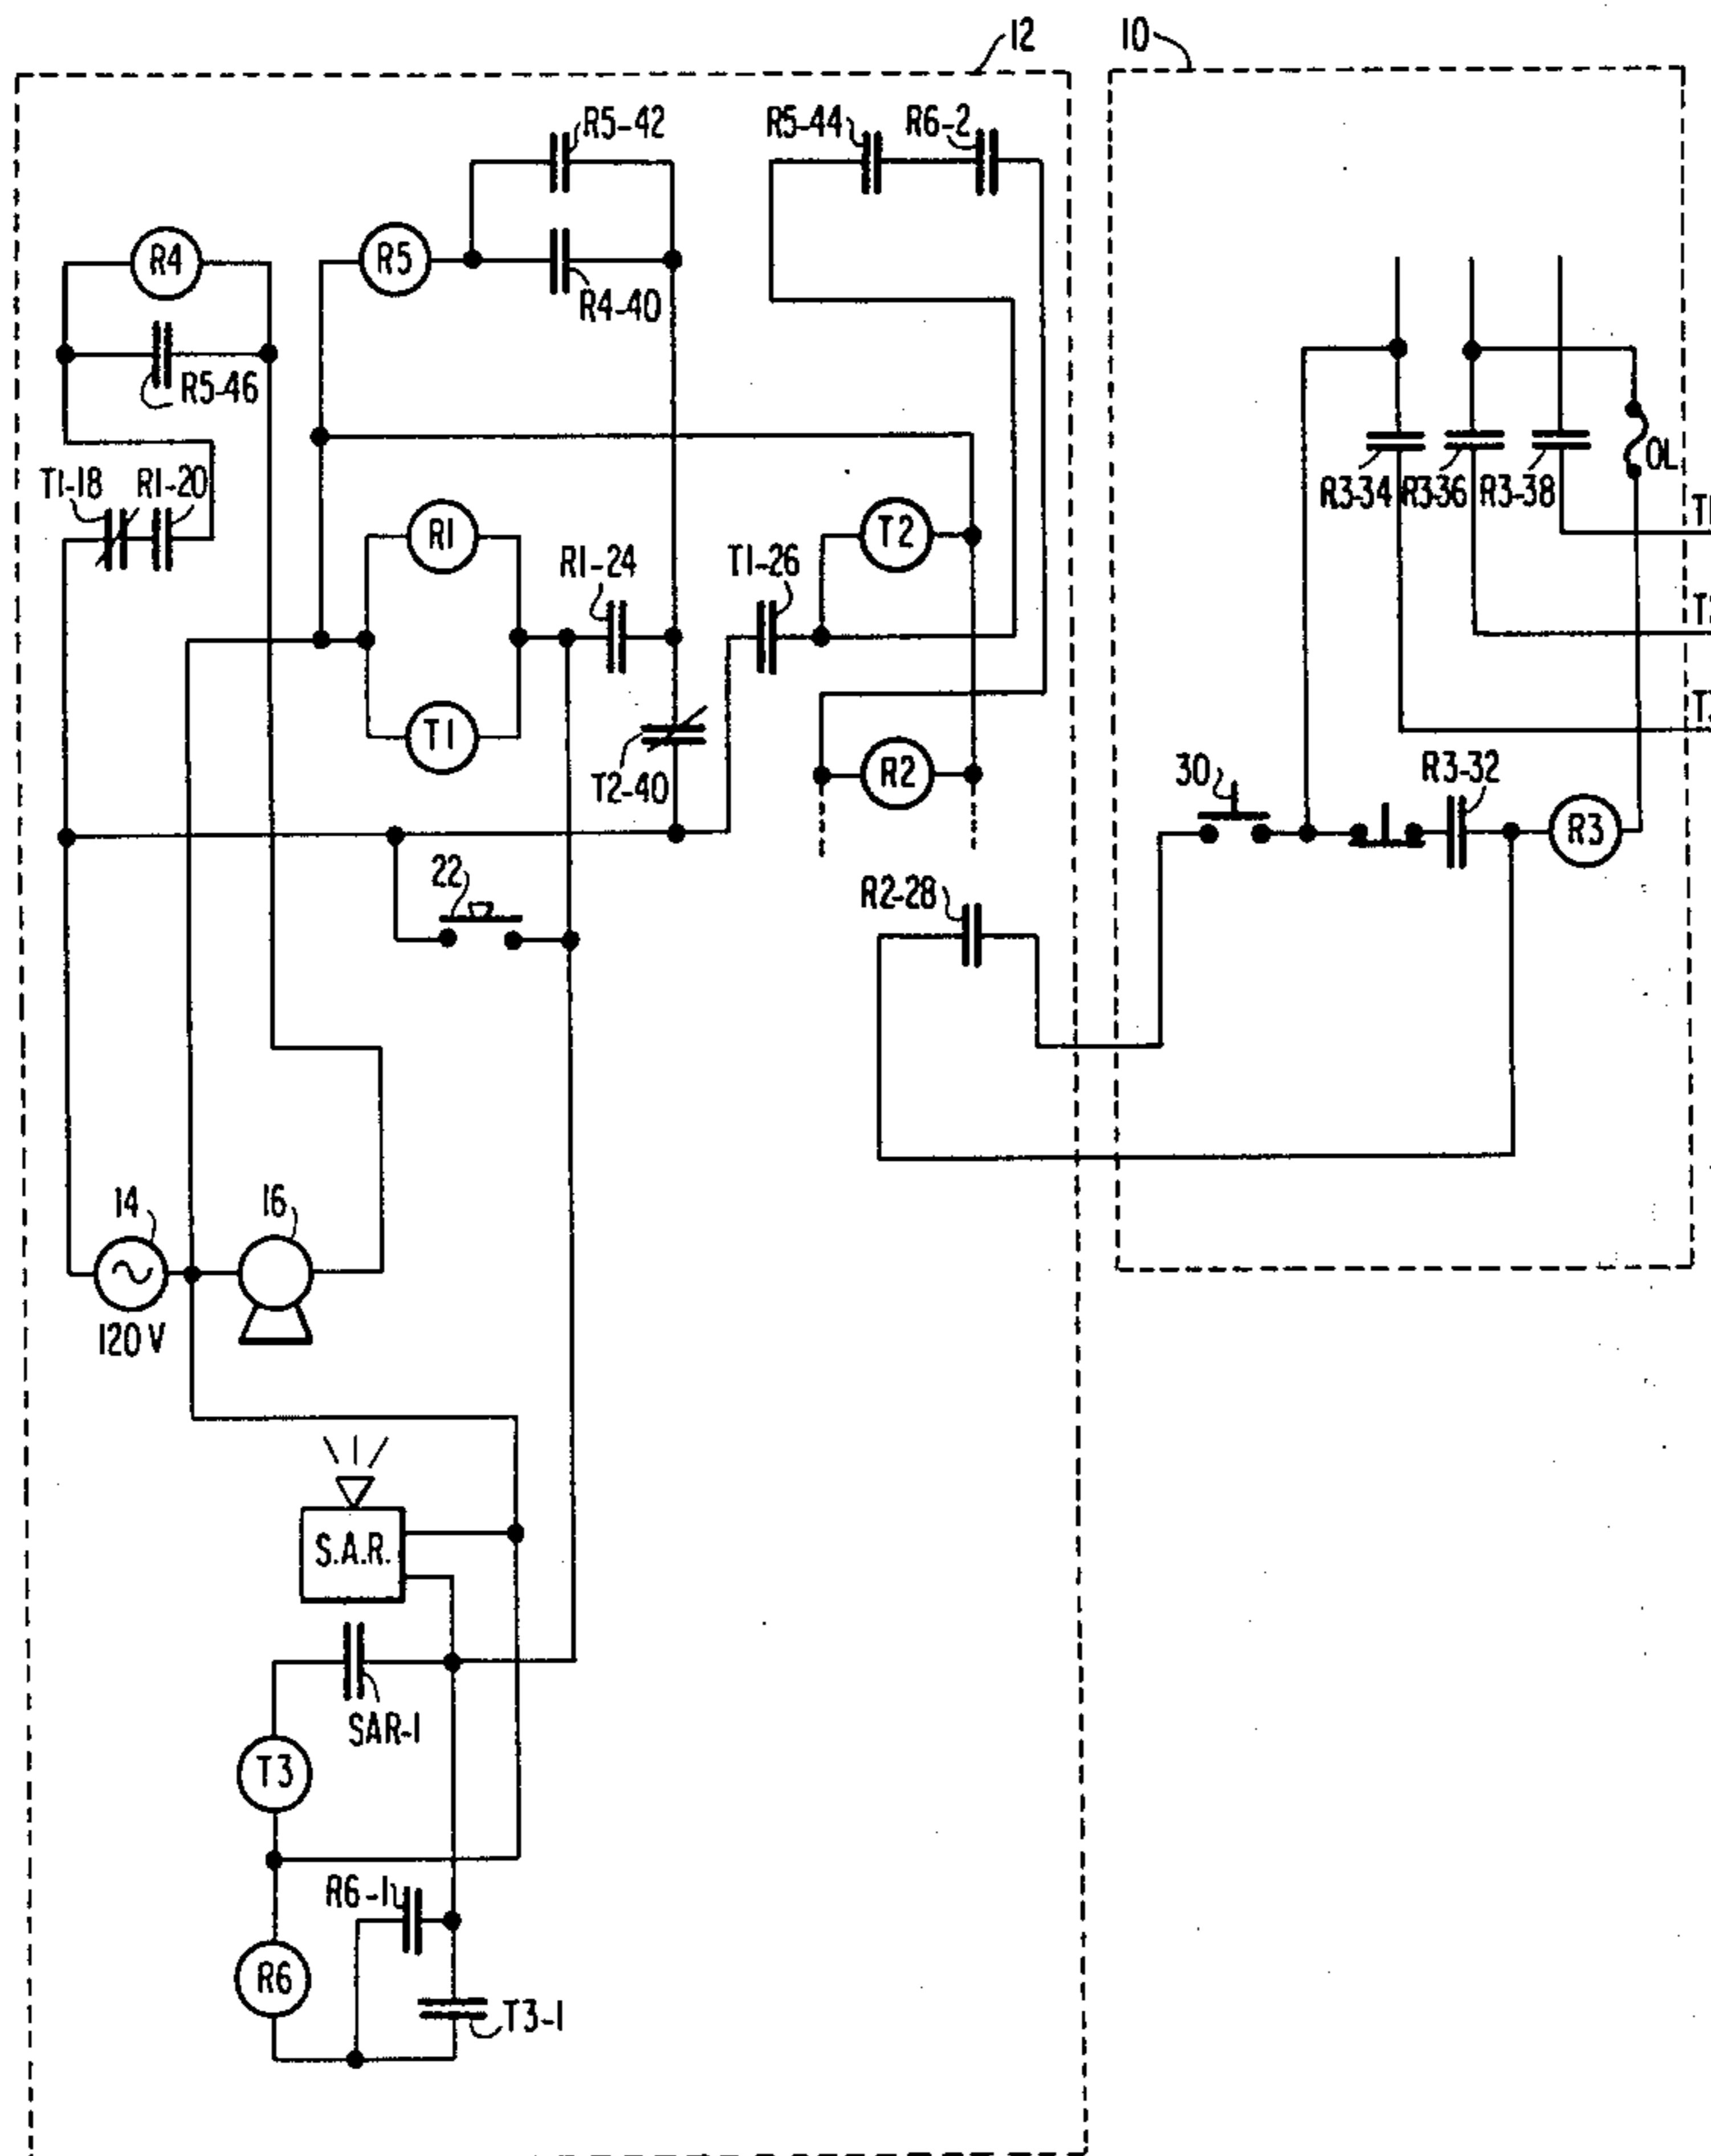 12
10
R5-42
R5-44
R6-2
R4
R5
R4-40
R5-46
T1-18
R1-20
R3-34
R3-36
R3-38
OL
R1
R1-24
T1-26
T2
T1
T2-40
R2
30
R3-32
R3
22
R2-28
14
16
120 V
S.A.R.
SAR-1
T3
R6-1
R6
T3-1